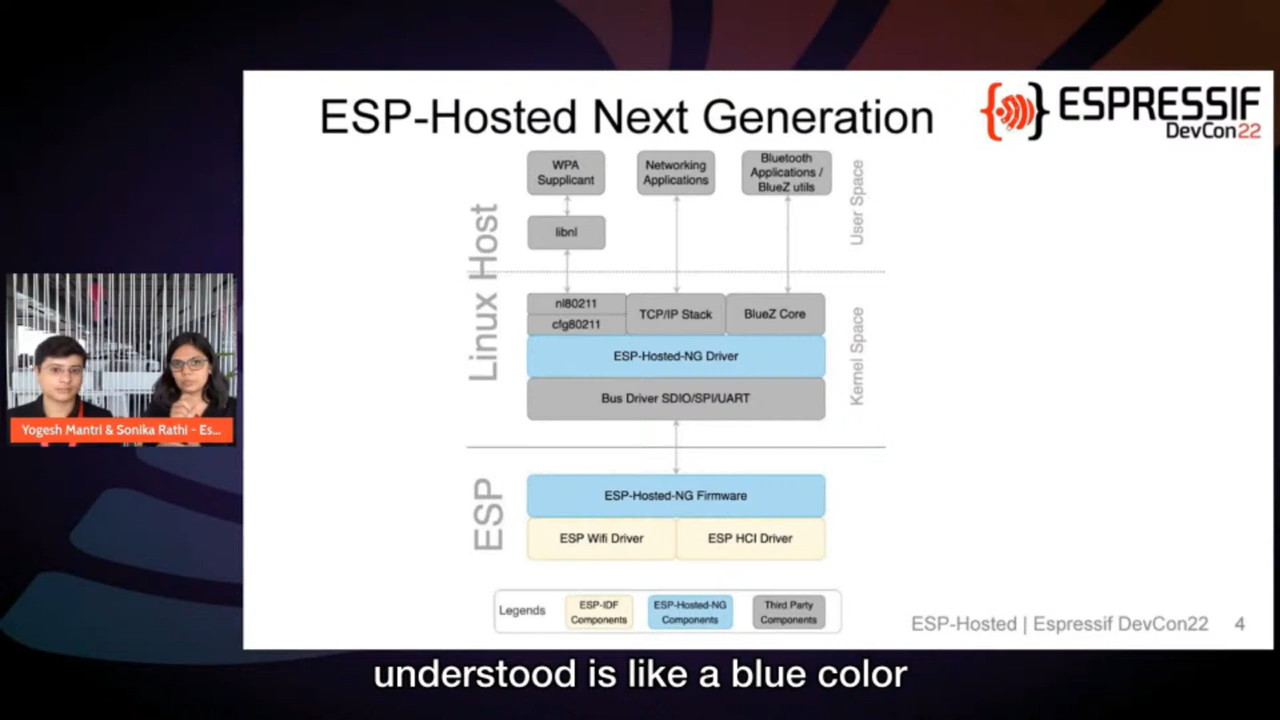 ESP-Hosted Next Generation
ESPRESSIF
DevCon22
WPA
Supplicant
Networking
Applications
Bluetooth
Applications /
BlueZ utils
User Space
libnl
Linux Host
nl80211
cfg80211
TCP/IP Stack
BlueZ Core
Kernel Space
ESP-Hosted-NG Driver
Bus Driver SDIO/SPI/UART
ESP
ESP-Hosted-NG Firmware
ESP Wifi Driver
ESP HCI Driver
Legends
ESP-IDF
Components
ESP-Hosted-NG
Components
Third Party
Components
ESP-Hosted | Espressif DevCon22 4
Yogesh Mantri & Sonika Rathi - Es...
understood is like a blue color